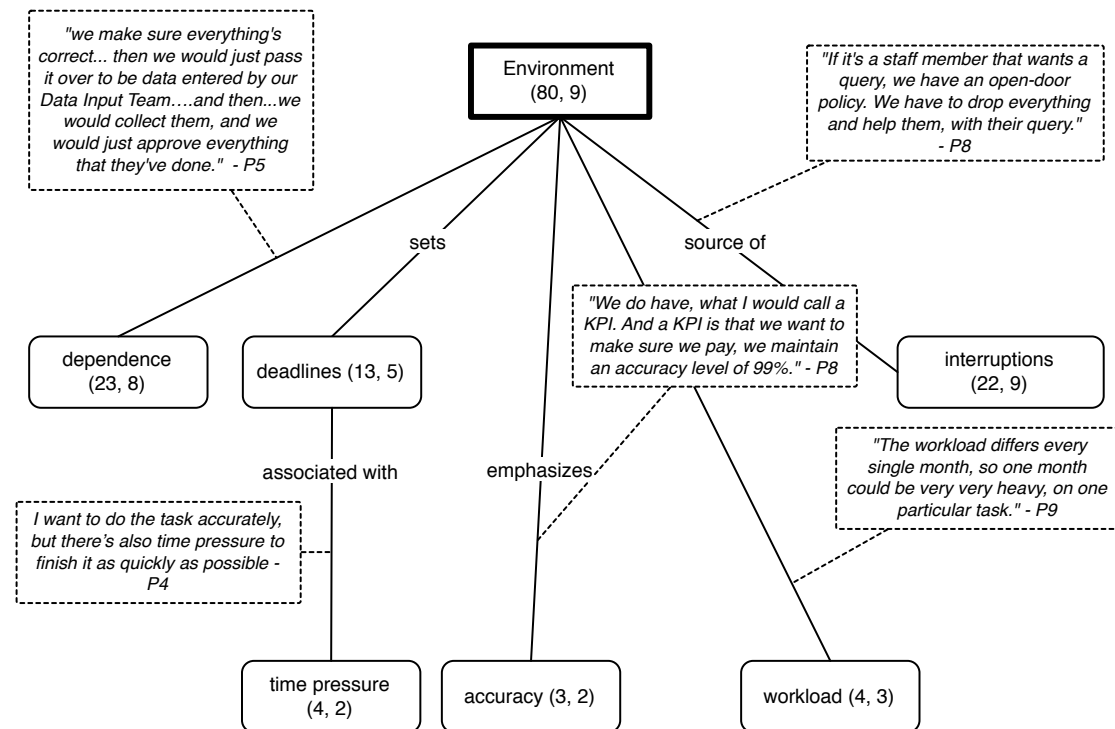 "we make sure everything's
correct... then we would just pass
it over to be data entered by our
Data Input Team….and then...we
would collect them, and we
would just approve everything
that they've done."  - P5
Environment
(80, 9)
"If it's a staff member that wants a
query, we have an open-door
policy. We have to drop everything
and help them, with their query."
- P8
sets
source of
"We do have, what I would call a
KPI. And a KPI is that we want to
make sure we pay, we maintain
an accuracy level of 99%." - P8
dependence
(23, 8)
deadlines (13, 5)
interruptions
(22, 9)
associated with
emphasizes
"The workload differs every
single month, so one month
could be very very heavy, on one
particular task." - P9
I want to do the task accurately,
but there's also time pressure to
finish it as quickly as possible -
P4
time pressure
(4, 2)
accuracy (3, 2)
workload (4, 3)